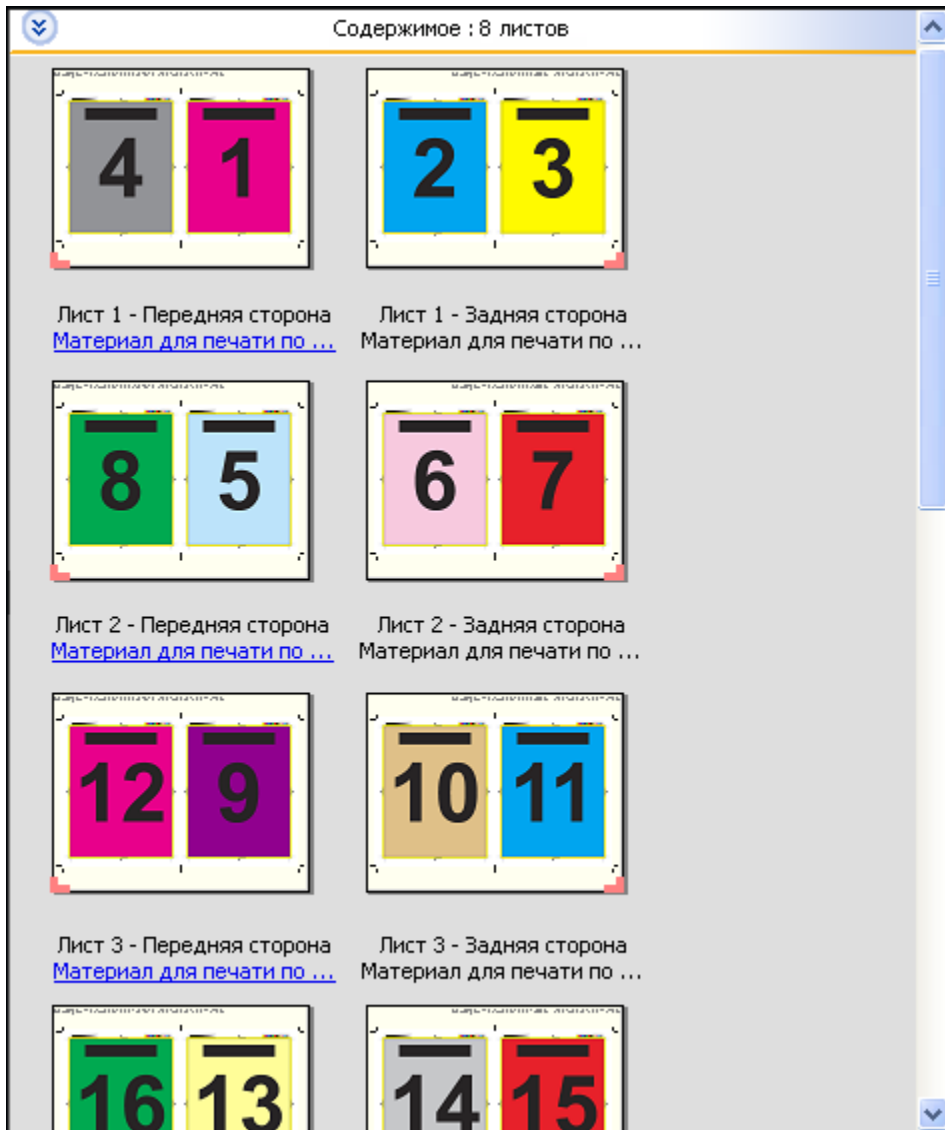 Содержимое : 8 листов
4 1 2 3
Лист 1 - Передняя сторона Лист 1 - Задняя сторона
Материал для печати по ... Материал для печати по ...
8 5 6 7
Лист 2 - Передняя сторона Лист 2 - Задняя сторона
Материал для печати по ... Материал для печати по ...
12 9 10 11
Лист 3 - Передняя сторона Лист 3 - Задняя сторона
Материал для печати по ... Материал для печати по ...
16 13 14 15